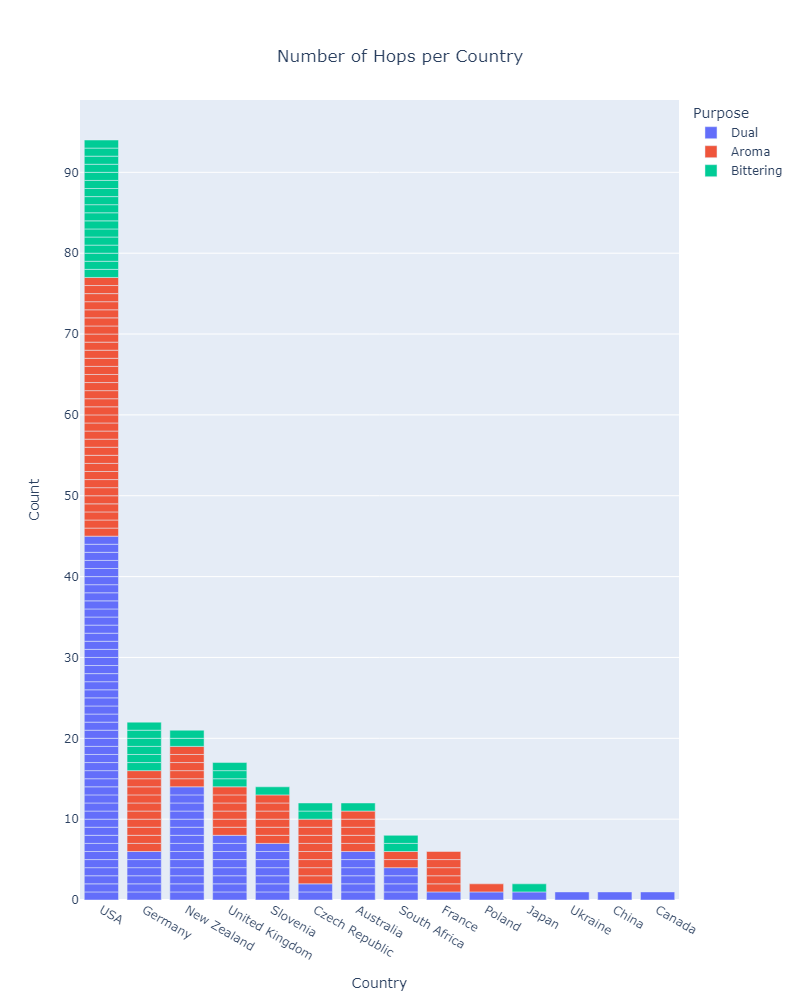 Number of Hops per Country
Purpose
Dual
Aroma
Bittering
Count
90
80
70
60
50
40
30
20
10
0
USA
Germany
New Zealand
United Kingdom
Slovenia
Czech Republic
Australia
South Africa
France
Poland
Japan
Ukraine
China
Canada
Country